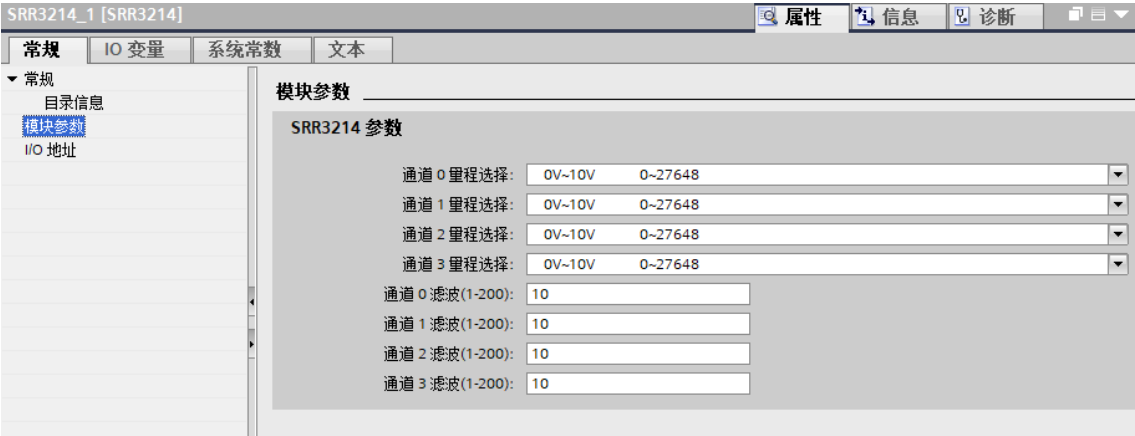 SRR3214_1 [SRR3214]
属性
信息
诊断
常规
IO 变量
系统常数
文本
常规
目录信息
模块参数
I/O 地址
模块参数
SRR3214 参数
通道 0 量程选择: 0V~10V 0~27648
通道 1 量程选择: 0V~10V 0~27648
通道 2 量程选择: 0V~10V 0~27648
通道 3 量程选择: 0V~10V 0~27648
通道 0 滤波(1-200): 10
通道 1 滤波(1-200): 10
通道 2 滤波(1-200): 10
通道 3 滤波(1-200): 10